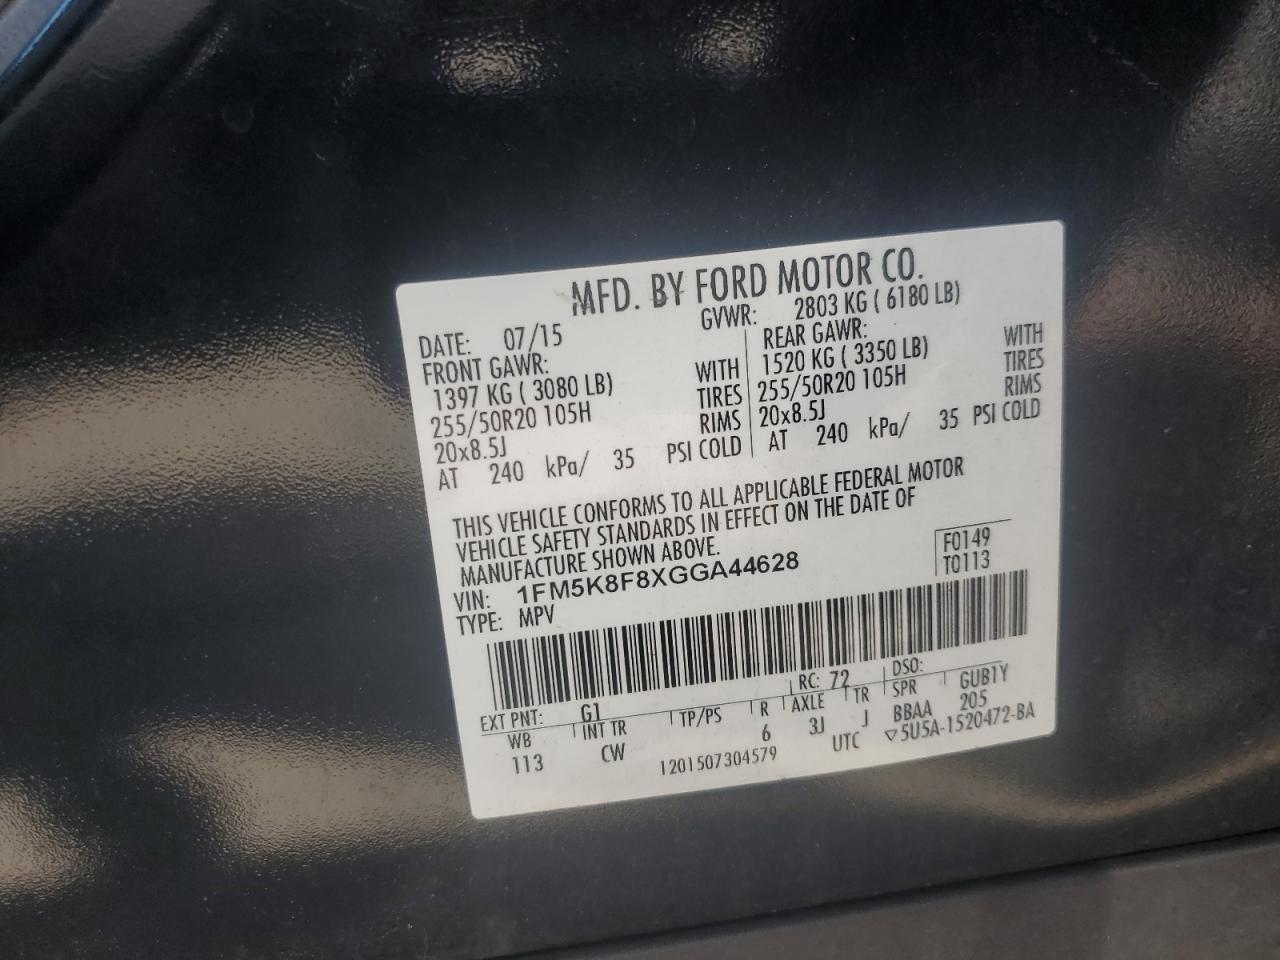 MFD. BY FORD MOTOR CO.
DATE: 07/15 GVWR: 2803 KG ( 6180 LB)
FRONT GAWR: REAR GAWR:
1397 KG ( 3080 LB) WITH 1520 KG ( 3350 LB) WITH
255/50R20 105H TIRES 255/50R20 105H TIRES
20x8.5J RIMS 20x8.5J RIMS
AT 240 kPa/ 35 PSI COLD AT 240 kPa/ 35 PSI COLD
THIS VEHICLE CONFORMS TO ALL APPLICABLE FEDERAL MOTOR
VEHICLE SAFETY STANDARDS IN EFFECT ON THE DATE OF
MANUFACTURE SHOWN ABOVE.
F0149
T0113
VIN: 1FM5K8F8XGGA44628
TYPE: MPV
EXT PNT: G1 RC: 72 DSO:
WB INT TR TP/PS R AXLE TR SPR GUB1Y
113 CW 6 3J J BBAA 205
1201507304579 UTC ▽5U5A-1520472-BA